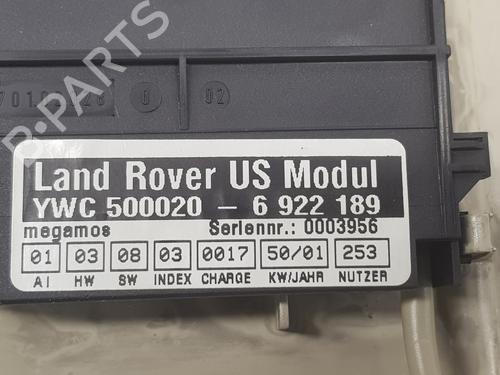 B-PARTS
02
Land Rover US Modul
YWC 500020 - 6 922 189
megamos Seriennr.: 0003956
01 03 08 03 0017 50/01 253
AI HW SW INDEX CHARGE KW/JAHR NUTZER